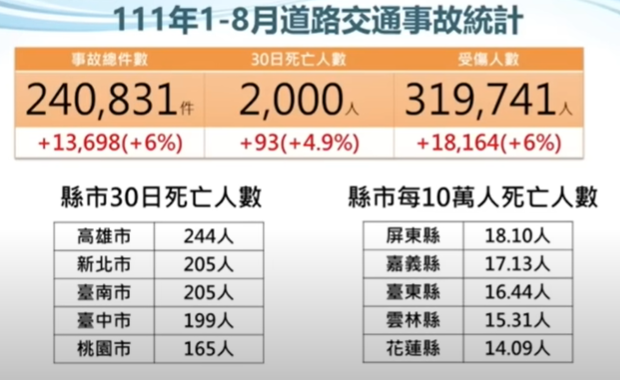 111年1-8月道路交通事故統計
事故總件數 30日死亡人數 受傷人數
240,831件 2,000人 319,741人
+13,698(+6%) +93(+4.9%) +18,164(+6%)
縣市30日死亡人數
高雄市 244人
新北市 205人
臺南市 205人
臺中市 199人
桃園市 165人
縣市每10萬人死亡人數
屏東縣 18.10人
嘉義縣 17.13人
臺東縣 16.44人
雲林縣 15.31人
花蓮縣 14.09人